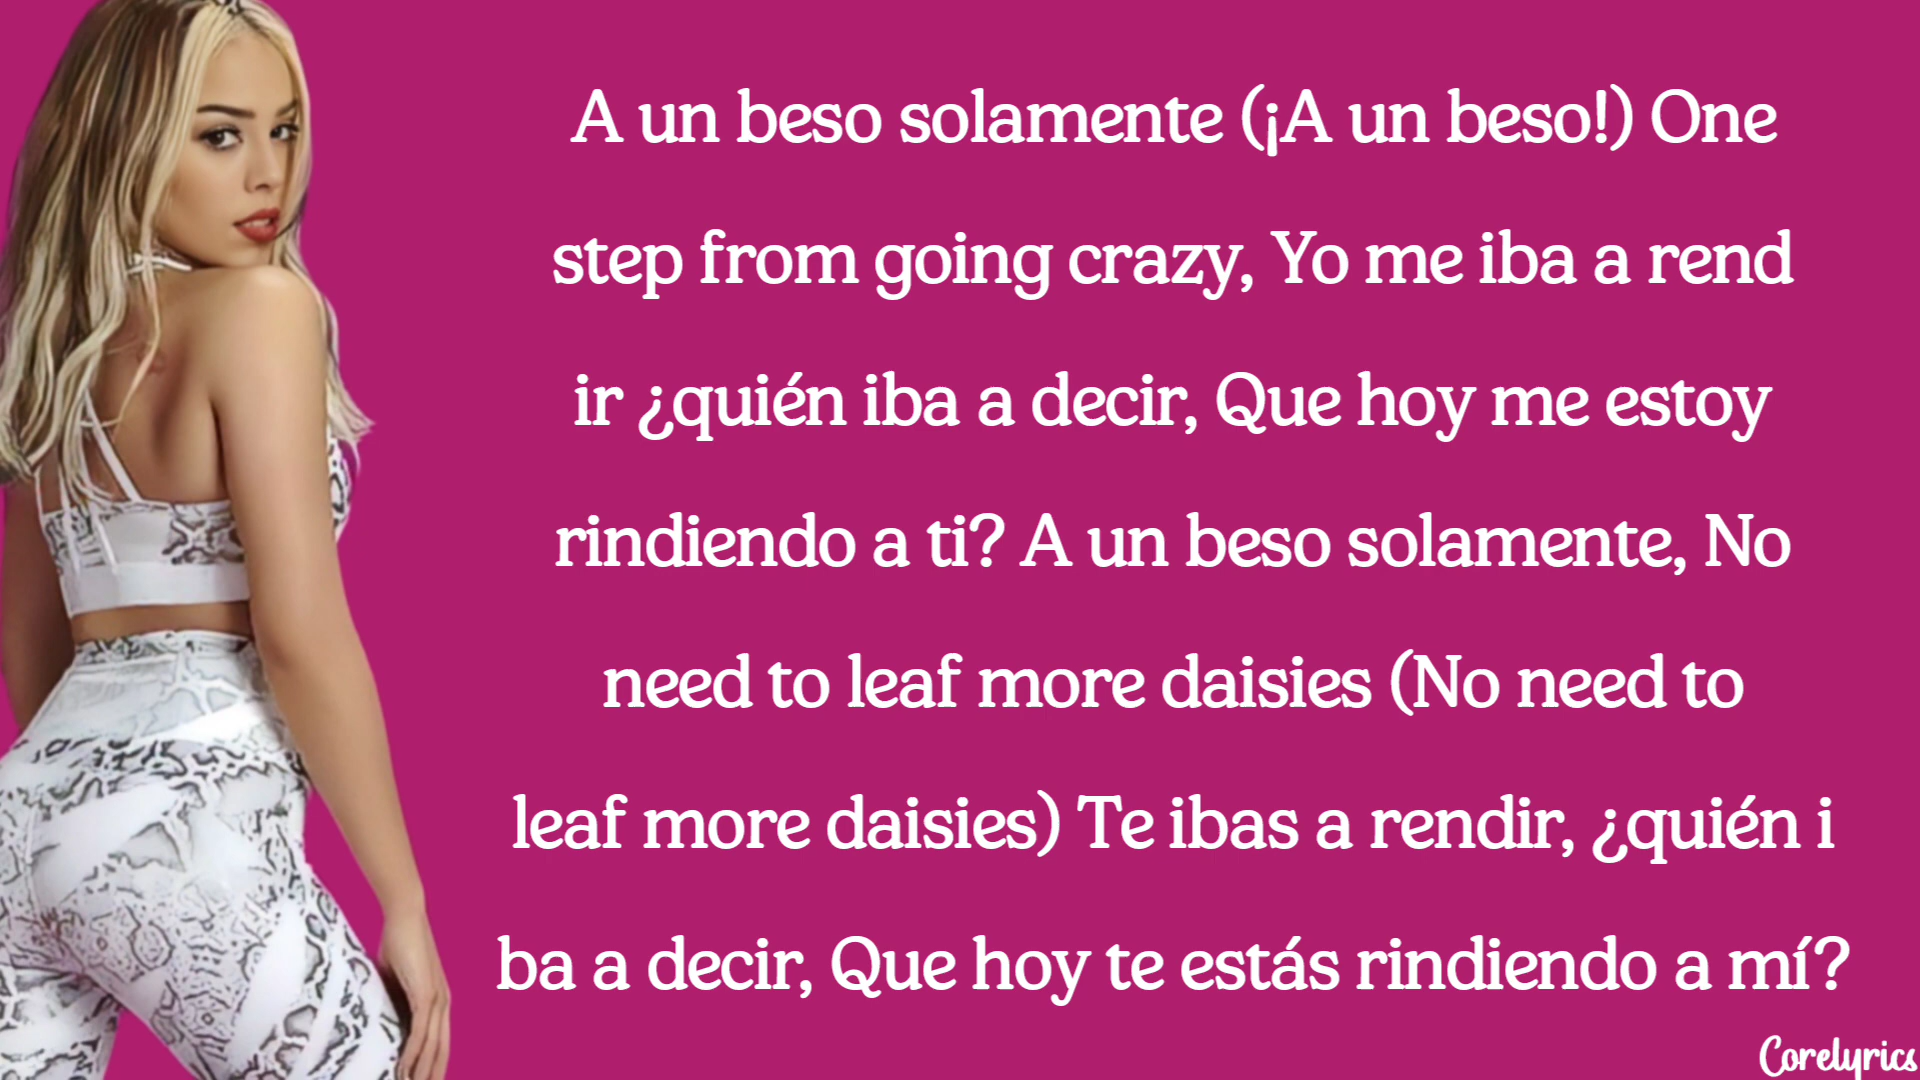 A un beso solamente (¡A un beso!) One
step from going crazy, Yo me iba a rend
ir ¿quién iba a decir, Que hoy me estoy
rindiendo a ti? A un beso solamente, No
need to leaf more daisies (No need to
leaf more daisies) Te ibas a rendir, ¿quién i
ba a decir, Que hoy te estás rindiendo a mí?
Corelyrics